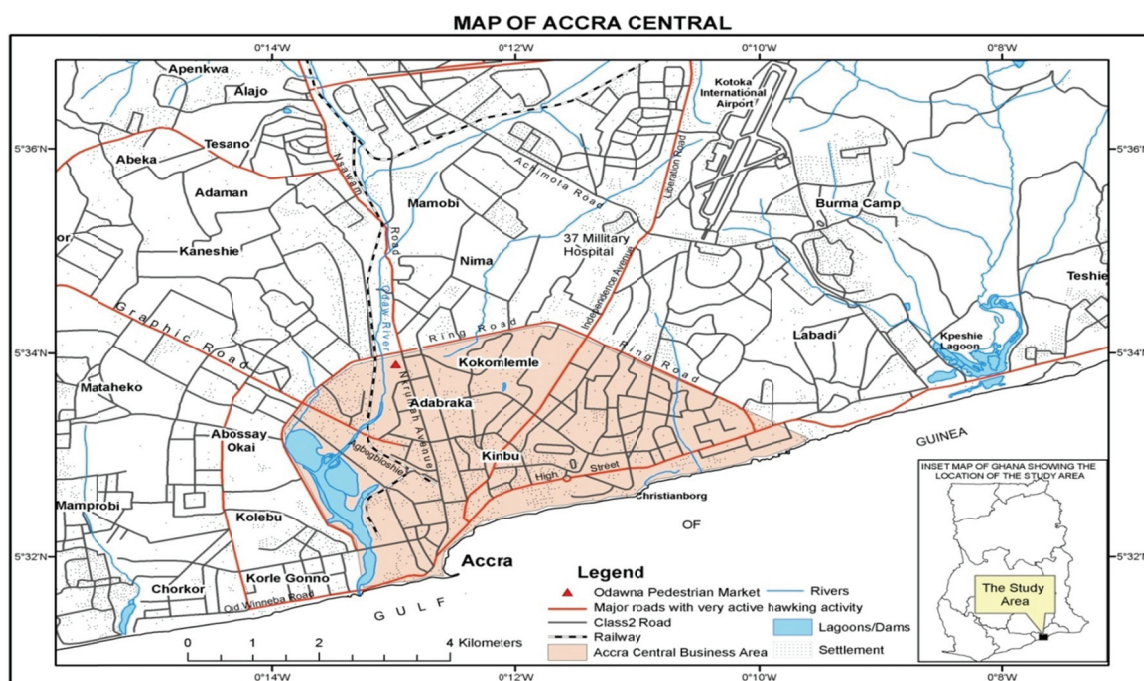 MAP OF ACCRA CENTRAL
0°14'W
0°12'W
0°10'W
0°8'W
Apenkwa
Alajo
Kotoka
International
Airport
5°36'N
5°36'N
Tesano
Abeka
Adaman
Nsawam
Road
Mamobi
Achimota Road
Liberation Road
Burma Camp
or
Kaneshie
Nima
37 Millitary
Hospital
Independence Avenue
Teshie
Odaw River
Graphic Road
Ring Road
Labadi
Kpeshie
Lagoon
5°34'N
5°34'N
Kokomlemle
Ring Road
Mataheko
Adabraka
Nkrumah Avenue
Abossay
Okai
Agbogbloshie
Kinbu
High Street
GUINEA
Mamprobi
Christianborg
OF
Kolebu
5°32'N
5°32'N
Accra
Korle Gonno
Chorkor
Od Winneba Road
GULF
0 1 2 4 Kilometers
Legend
Odawna Pedestrian Market
Major roads with very active hawking activity
Class2 Road
Railway
Accra Central Business Area
Rivers
Lagoons/Dams
Settlement
INSET MAP OF GHANA SHOWING THE
LOCATION OF THE STUDY AREA
The Study
Area
0°14'W
0°12'W
0°10'W
0°8'W